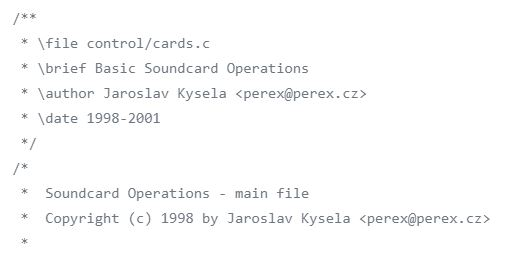 /**
 * \file control/cards.c
 * \brief Basic Soundcard Operations
 * \author Jaroslav Kysela <perex@perex.cz>
 * \date 1998-2001
 */
/*
 *  Soundcard Operations - main file
 *  Copyright (c) 1998 by Jaroslav Kysela <perex@perex.cz>
 *